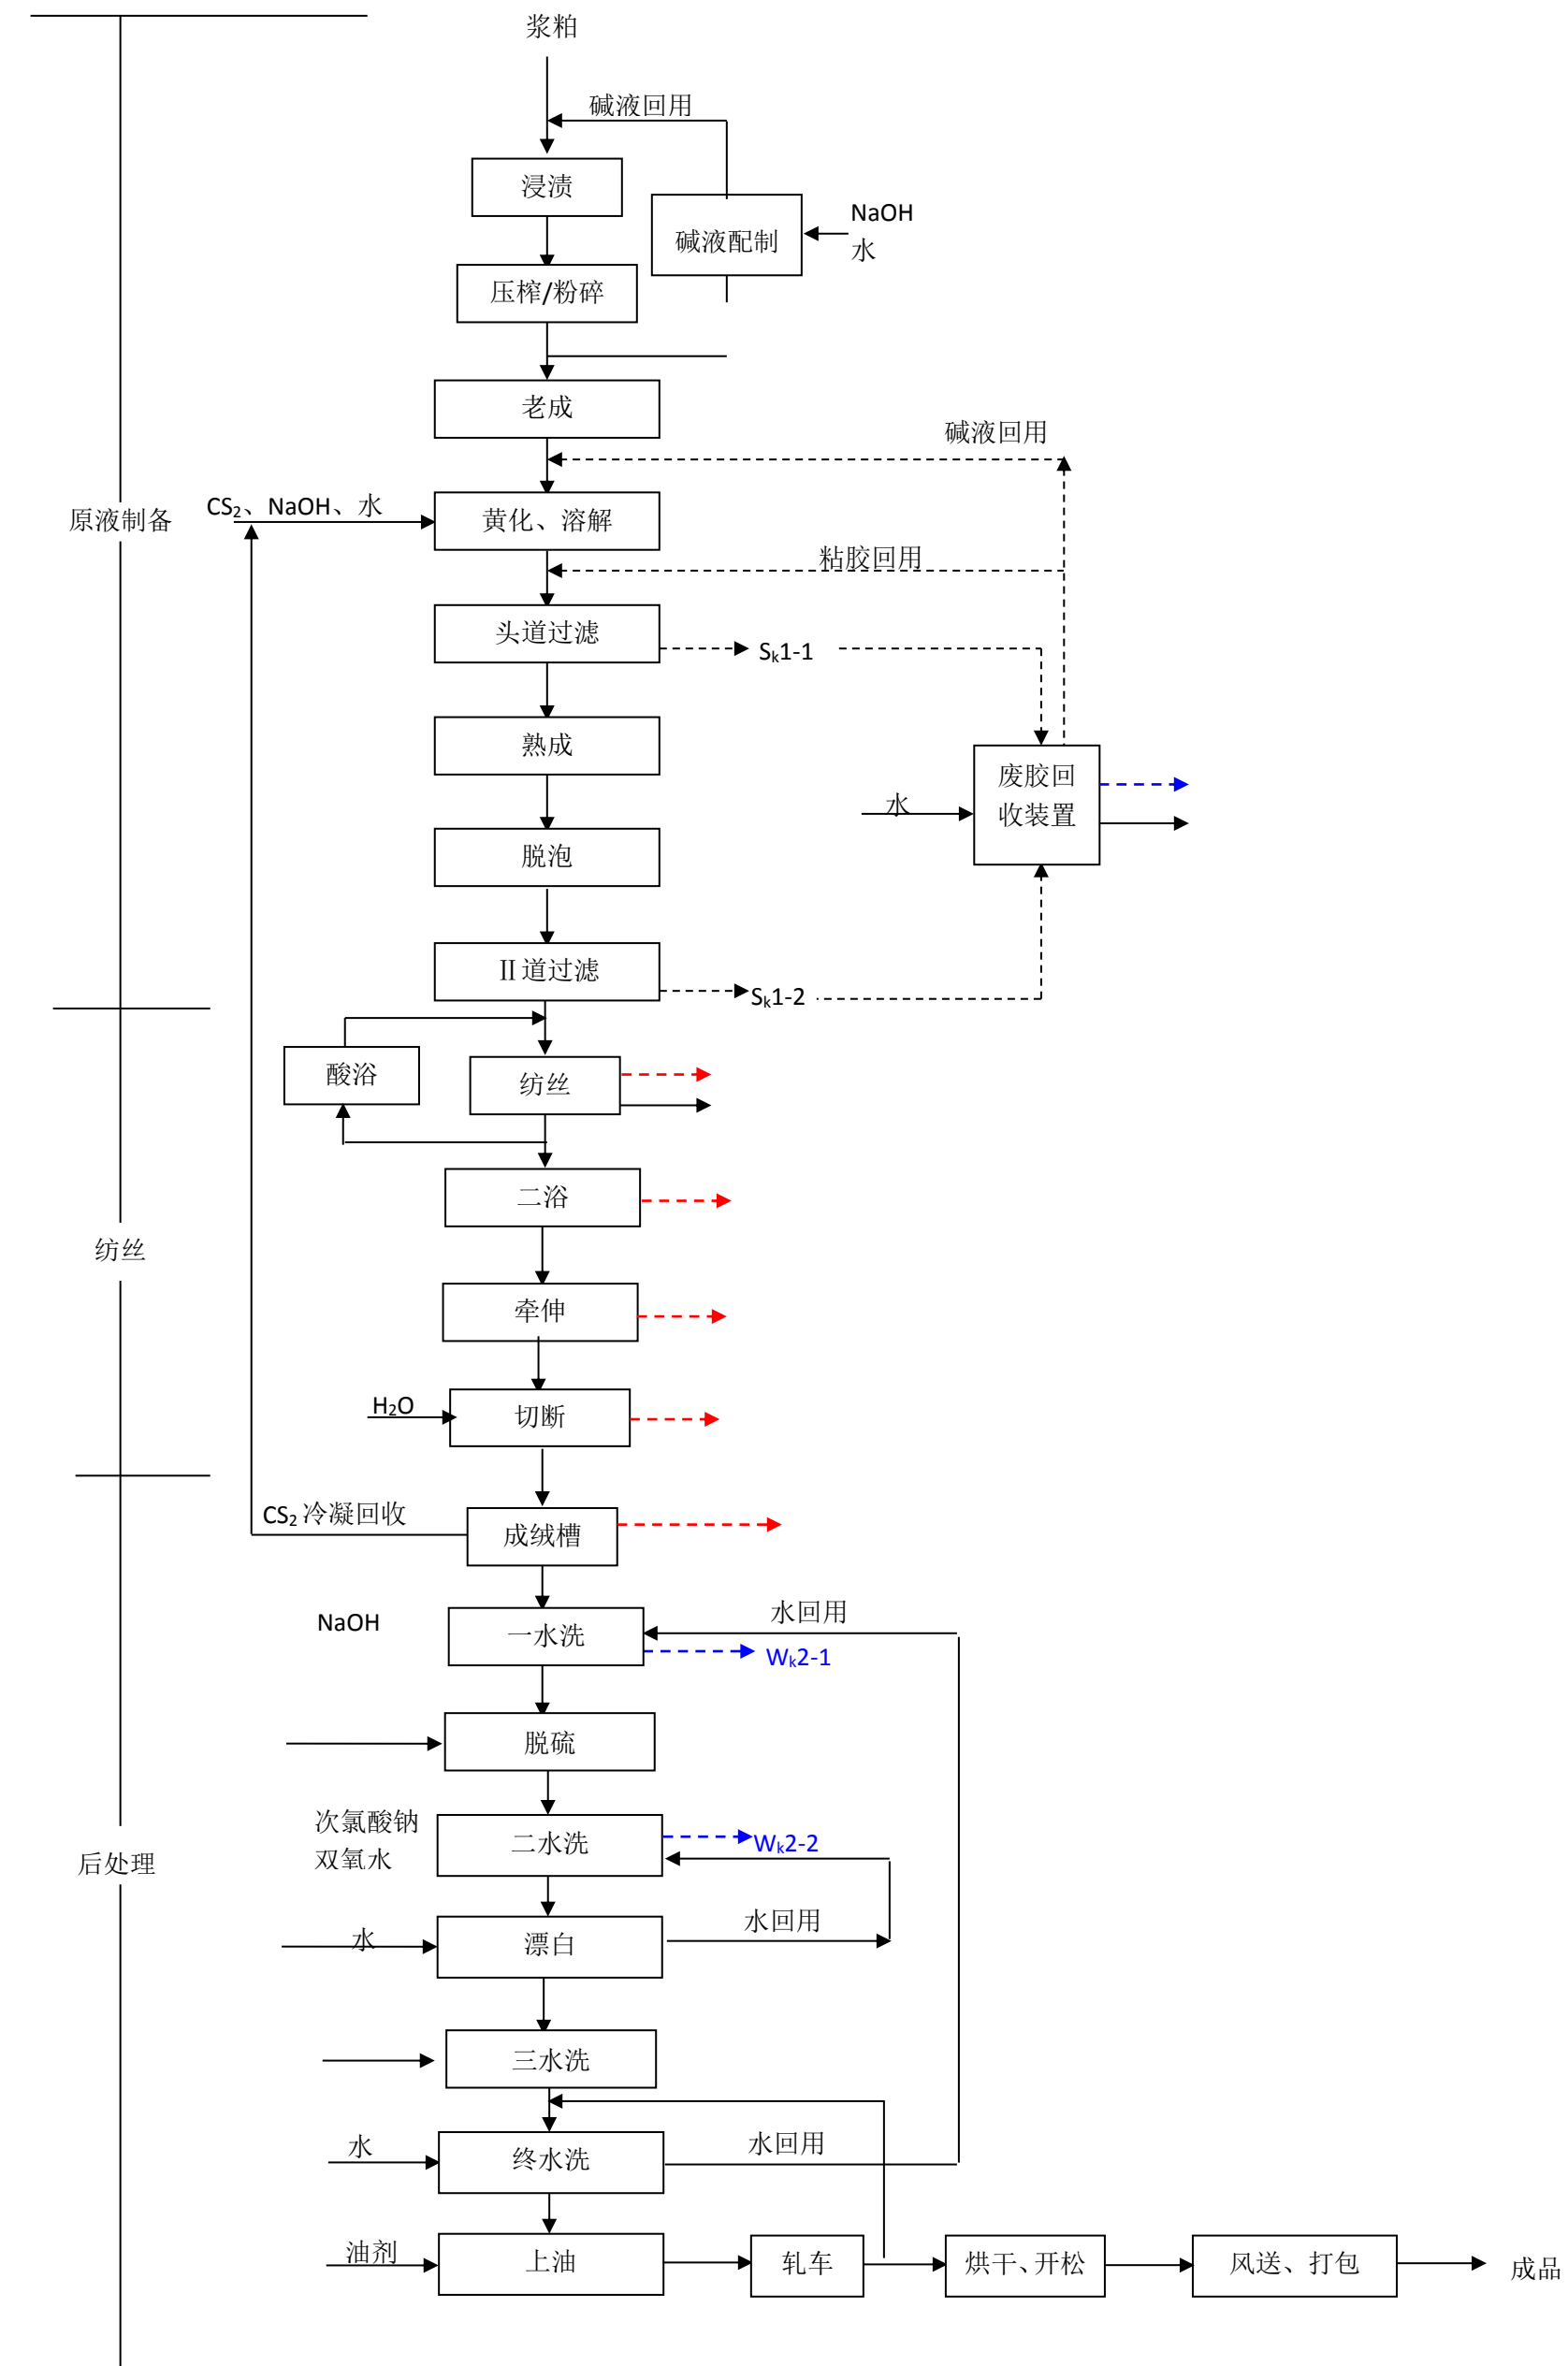 浆粕
碱液回用
浸渍
NaOH
碱液配制
水
压榨/粉碎
老成
碱液回用
原液制备
CS₂、NaOH、水
黄化、溶解
粘胶回用
头道过滤
Sₖ1-1
熟成
废胶回
收装置
水
脱泡
Ⅱ道过滤
Sₖ1-2
酸浴
纺丝
二浴
纺丝
牵伸
H₂O
切断
CS₂ 冷凝回收
成绒槽
水回用
NaOH
一水洗
Wₖ2-1
脱硫
次氯酸钠
双氧水
二水洗
Wₖ2-2
后处理
水回用
水
漂白
三水洗
水
终水洗
水回用
油剂
上油
轧车
烘干、开松
风送、打包
成品